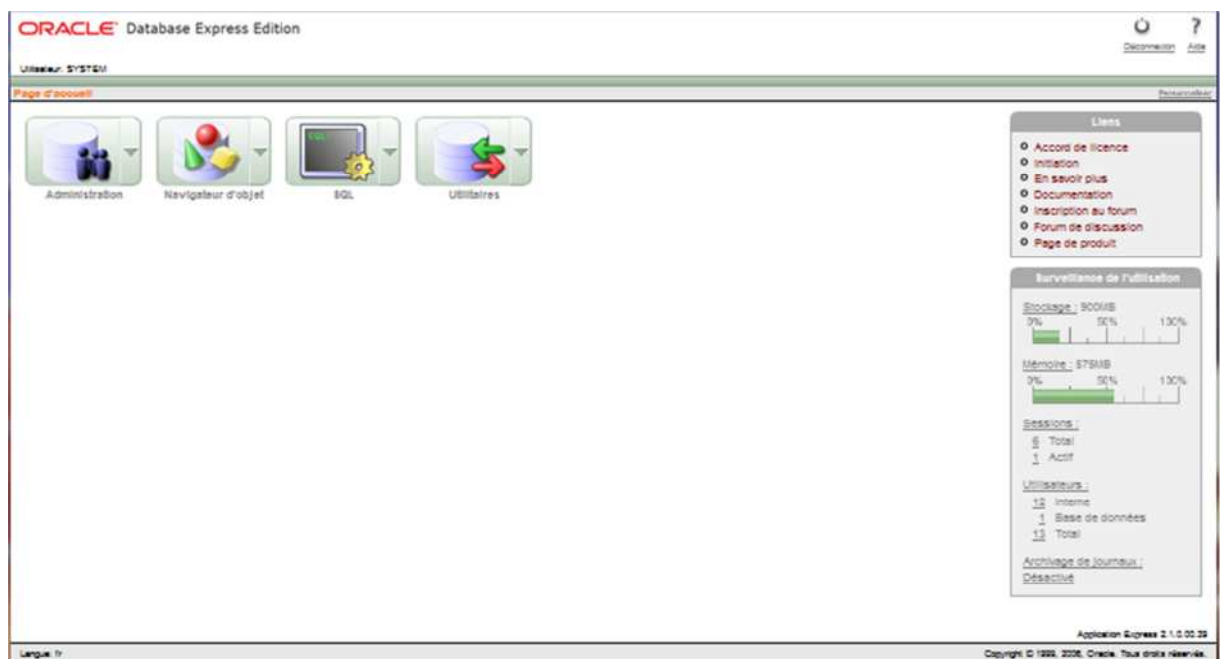 ORACLE Database Express Edition
Déconnexion Aide
Utilisateur: SYSTEM
Page d'accueil
Personnaliser
Administration
Navigateur d'objet
SQL
SQL
Utilitaires
Liens
Accord de licence
Initiation
En savoir plus
Documentation
Inscription au forum
Forum de discussion
Page de produit
Surveillance de l'utilisation
Stockage : 900MB
0% 50% 100%
Mémoire : 575MB
0% 50% 100%
Sessions :
6 Total
1 Actif
Utilisateurs :
12 Interne
1 Base de données
13 Total
Archivage de journaux :
Désactivé
Application Express 2.1.0.00.39
Langue: fr
Copyright © 1999, 2006, Oracle. Tous droits réservés.